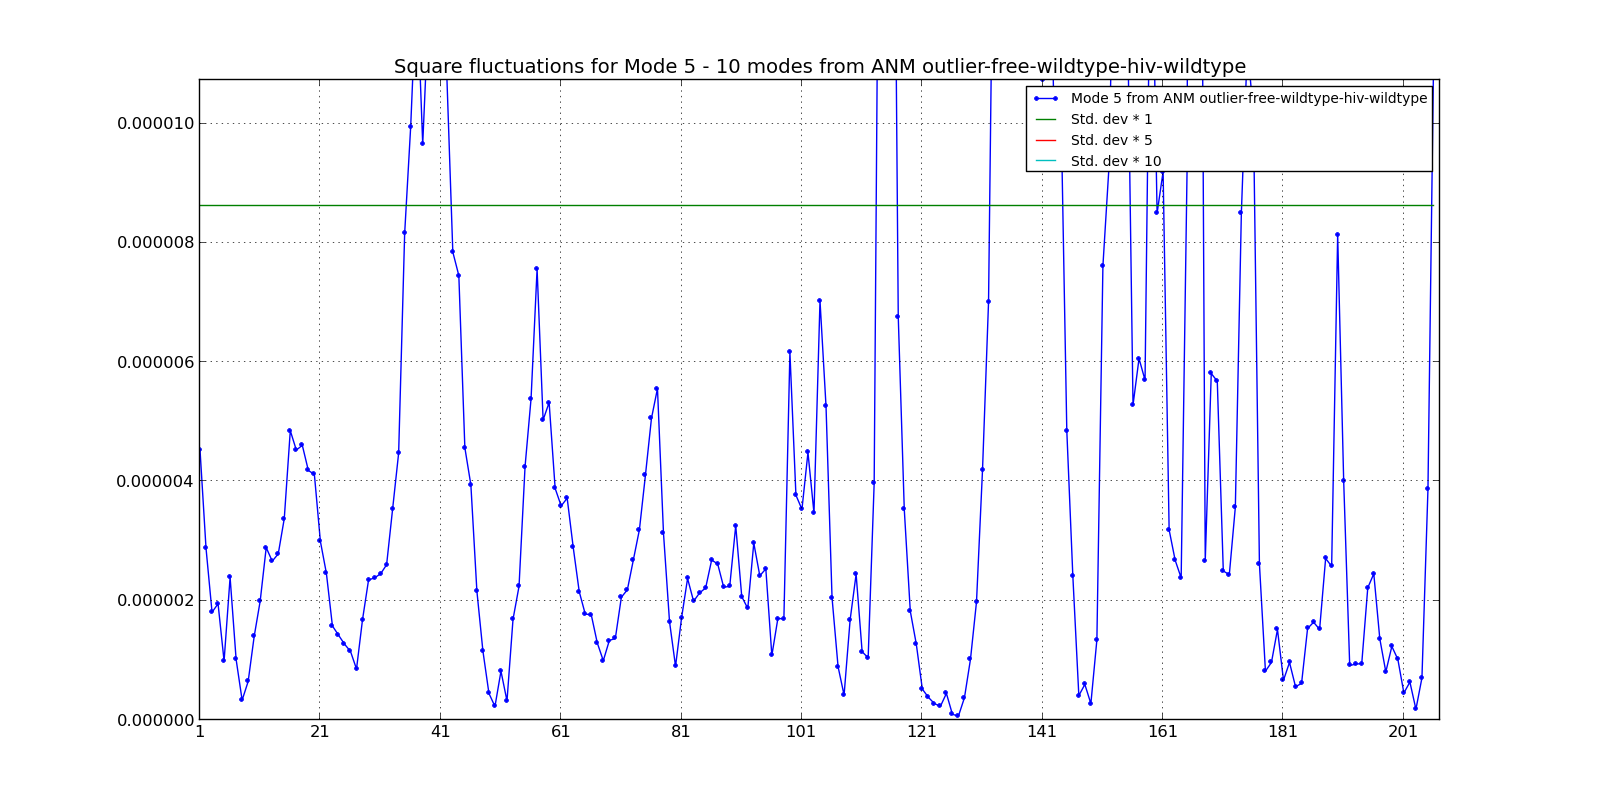 Square fluctuations for Mode 5 - 10 modes from ANM outlier-free-wildtype-hiv-wildtype
Mode 5 from ANM outlier-free-wildtype-hiv-wildtype
Std. dev * 1
Std. dev * 5
Std. dev * 10
0.000010
0.000008
0.000006
0.000004
0.000002
0.000000
1 21 41 61 81 101 121 141 161 181 201